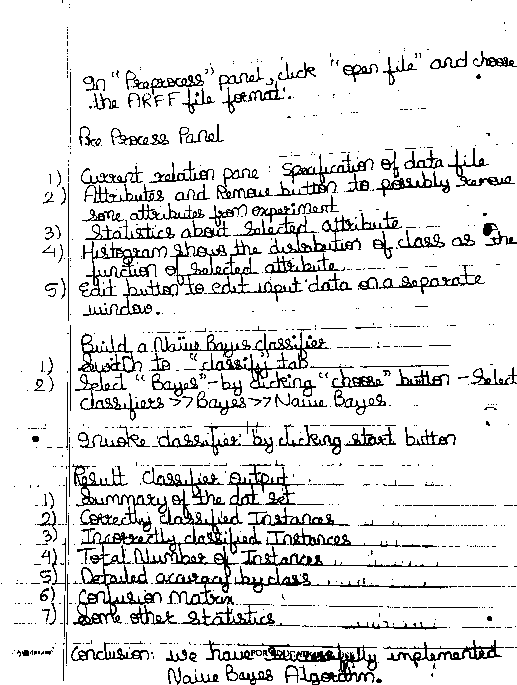 In "Preprocess" panel, click "open file" and choose
the ARFF file format.
Pre Process Panel
1) Current relation pane : Specification of data file
2) Attributes and Remove button to possibly remove
some attributes from experiment
3) Statistics about selected attribute
4) Histogram shows the distribution of class as the
function of selected attribute
5) Edit button to edit input data on a separate
window.
Build a Naive Bayes classifier
1) Switch to "classify" tab
2) Select "Bayes" - by clicking "choose" button - Select
Classifiers >> Bayes >> Naive Bayes.
• Invoke classifier by clicking start button
Result Classifier output
1) Summary of the dat set
2) Correctly classified Instances
3) Incorrectly classified Instances
4) Total Number of Instances
5) Detailed accuracy by class
6) Confusion matrix
7) Some other statistics.
Conclusion: we have successfully implemented
Naive Bayes Algorithm.